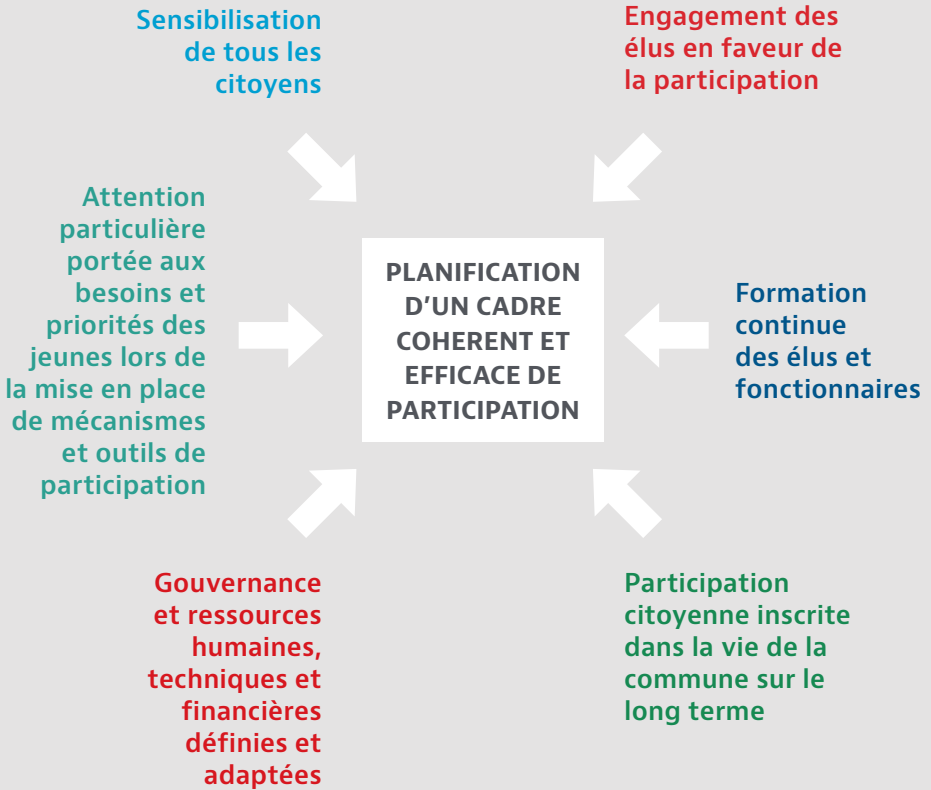 Sensibilisation
de tous les
citoyens
Engagement des
élus en faveur de
la participation
Attention
particulière
portée aux
besoins et
priorités des
jeunes lors de
la mise en place
de mécanismes
et outils de
participation
PLANIFICATION
D'UN CADRE
COHERENT ET
EFFICACE DE
PARTICIPATION
Formation
continue
des élus et
fonctionnaires
Gouvernance
et ressources
humaines,
techniques et
financières
définies et
adaptées
Participation
citoyenne inscrite
dans la vie de la
commune sur le
long terme